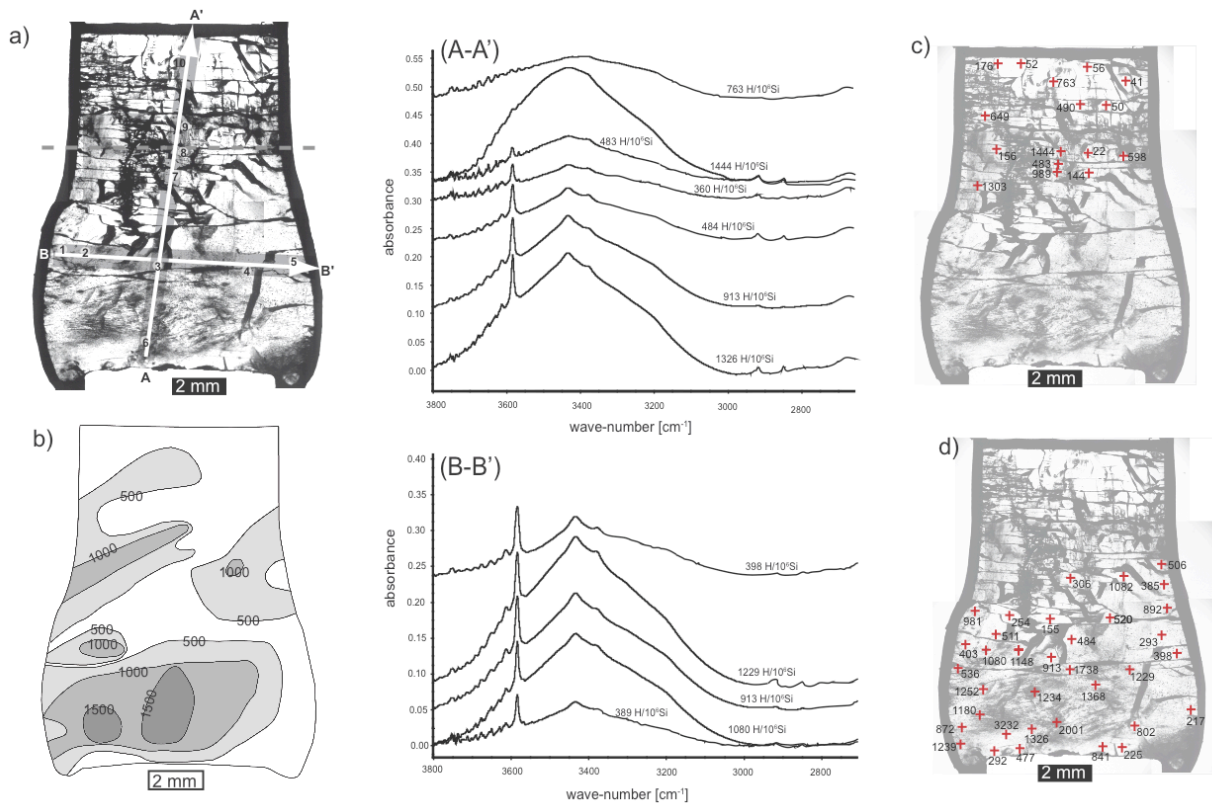 a)
A'
10
9
8
7
B 1 2
3
4
5
B'
6
A
2 mm
(A-A')
0.55
0.50
0.55
0.40
0.35
0.30
0.25
0.20
0.15
0.10
0.05
0.00
absorbance
763 H/10⁶Si
483 H/10⁶Si
1444 H/10⁶Si
360 H/10⁶Si
484 H/10⁶Si
913 H/10⁶Si
1326 H/10⁶Si
3800 3600 3400 3200 3000 2800
wave-number [cm⁻¹]
c)
176 52 56
763 41
490 50
649
156 1444 22 598
483
989 144
1303
2 mm
b)
500
1000
1000
500
500
1000
500
1000
1500
1500
2 mm
(B-B')
0.40
0.35
0.30
0.25
0.20
0.15
0.10
0.05
0.00
absorbance
398 H/10⁶Si
1229 H/10⁶Si
913 H/10⁶Si
389 H/10⁶Si
1080 H/10⁶Si
3800 3600 3400 3200 3000 2800
wave-number [cm⁻¹]
d)
506
306 1082 385
892
981 254 155 520
511 484 293
403 1080 1148 913 398
536 1738 1229
1252 1234 1368
1180 217
872 3232 1326 2001 802
1239 292 477 841 225
2 mm